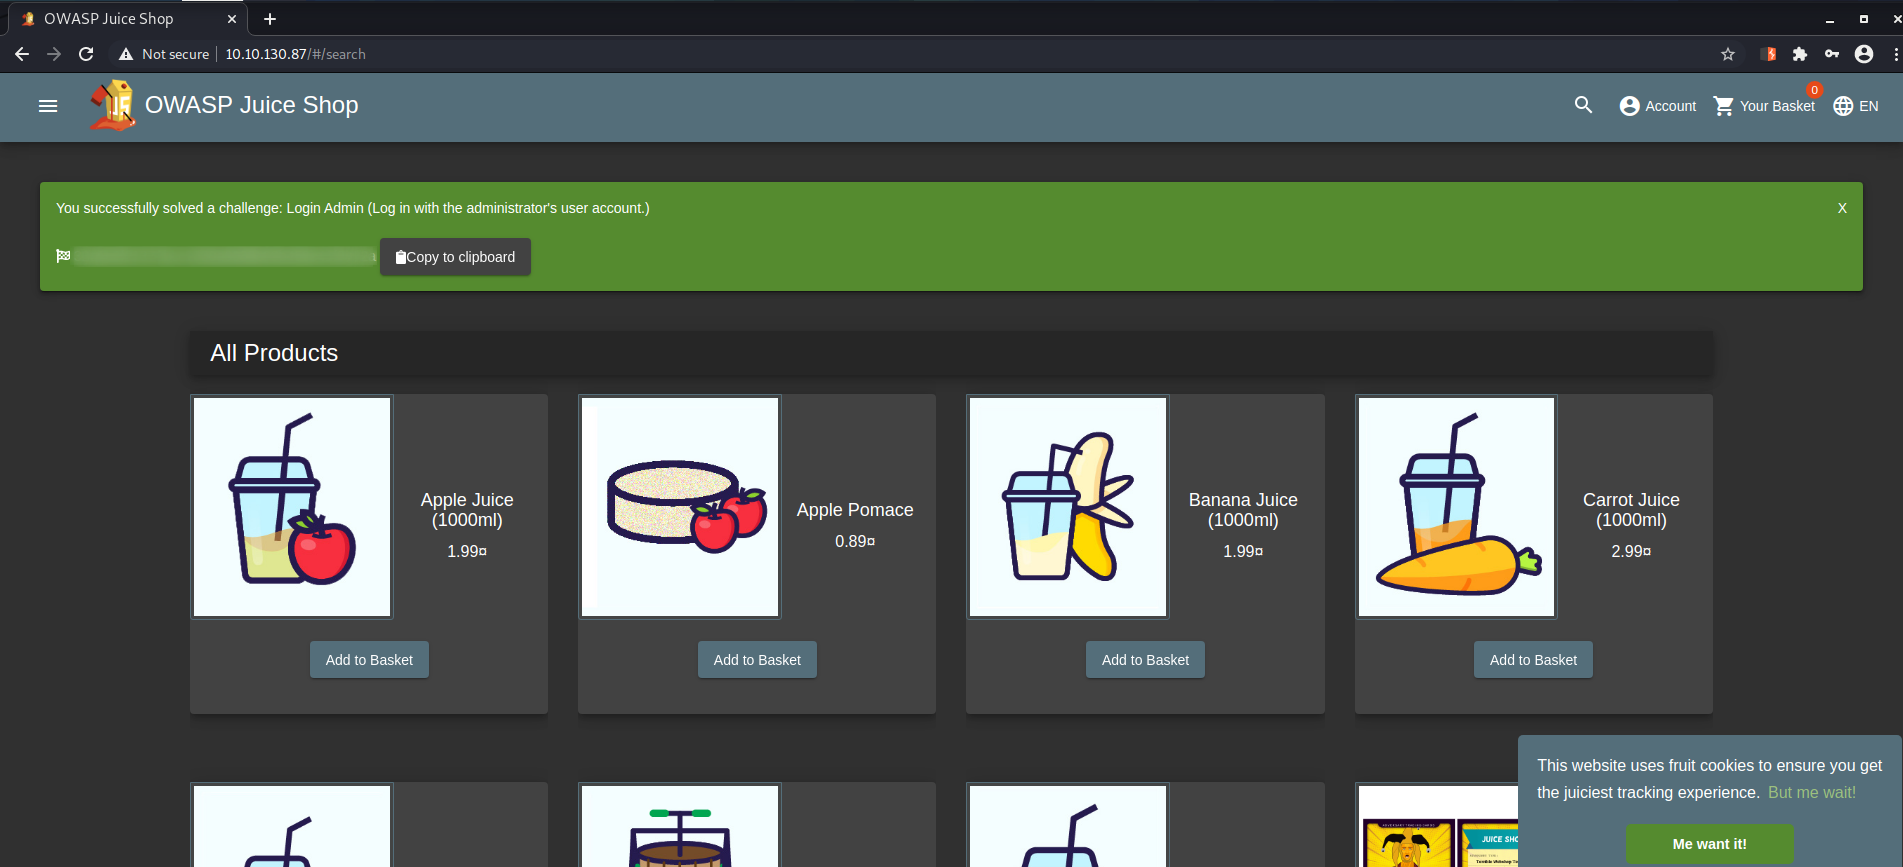 OWASP Juice Shop
Not secure 10.10.130.87/#/search
OWASP Juice Shop
Account
Your Basket
0
EN
You successfully solved a challenge: Login Admin (Log in with the administrator's user account.)
X
Copy to clipboard
All Products
Apple Juice
(1000ml)
1.99¤
Add to Basket
Apple Pomace
0.89¤
Add to Basket
Banana Juice
(1000ml)
1.99¤
Add to Basket
Carrot Juice
(1000ml)
2.99¤
Add to Basket
JUICE SHO
This website uses fruit cookies to ensure you get
the juiciest tracking experience. But me wait!
Me want it!